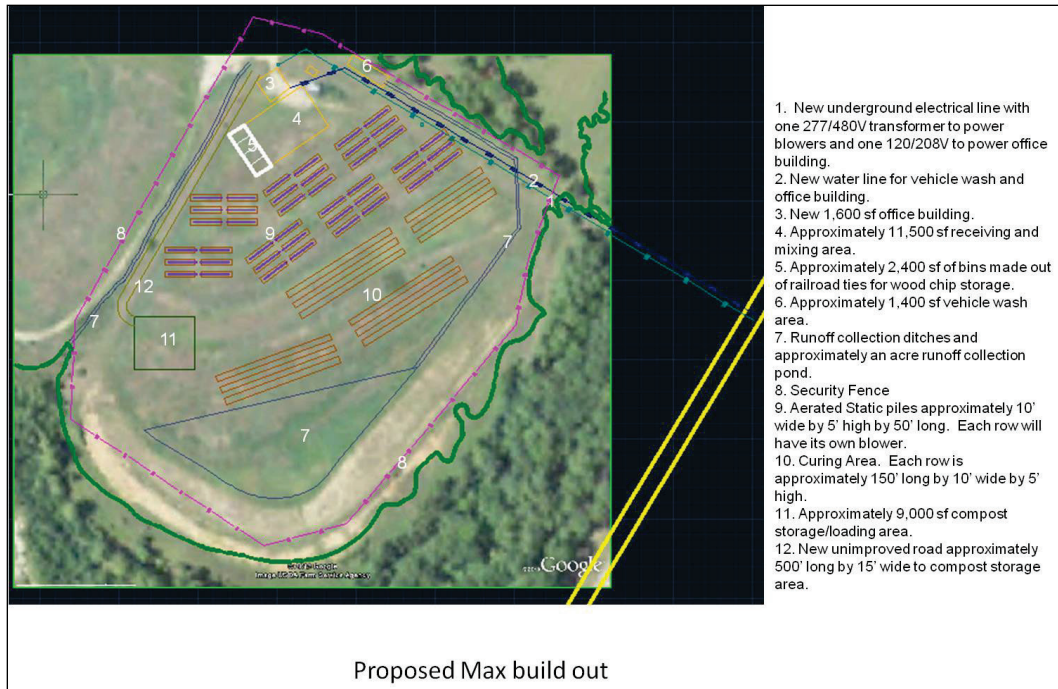 3
6
4
5
2
1
8
9
7
12
10
7
11
7
8
Google
Image USDA Farm Service Agency
©2010 Google
1. New underground electrical line with
one 277/480V transformer to power
blowers and one 120/208V to power office
building.
2. New water line for vehicle wash and
office building.
3. New 1,600 sf office building.
4. Approximately 11,500 sf receiving and
mixing area.
5. Approximately 2,400 sf of bins made out
of railroad ties for wood chip storage.
6. Approximately 1,400 sf vehicle wash
area.
7. Runoff collection ditches and
approximately an acre runoff collection
pond.
8. Security Fence
9. Aerated Static piles approximately 10'
wide by 5' high by 50' long. Each row will
have its own blower.
10. Curing Area. Each row is
approximately 150' long by 10' wide by 5'
high.
11. Approximately 9,000 sf compost
storage/loading area.
12. New unimproved road approximately
500' long by 15' wide to compost storage
area.
Proposed Max build out